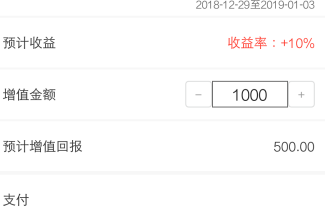 2018-12-29至2019-01-03
预计收益 收益率：+10%
增值金额 － 1000 +
预计增值回报 500.00
支付